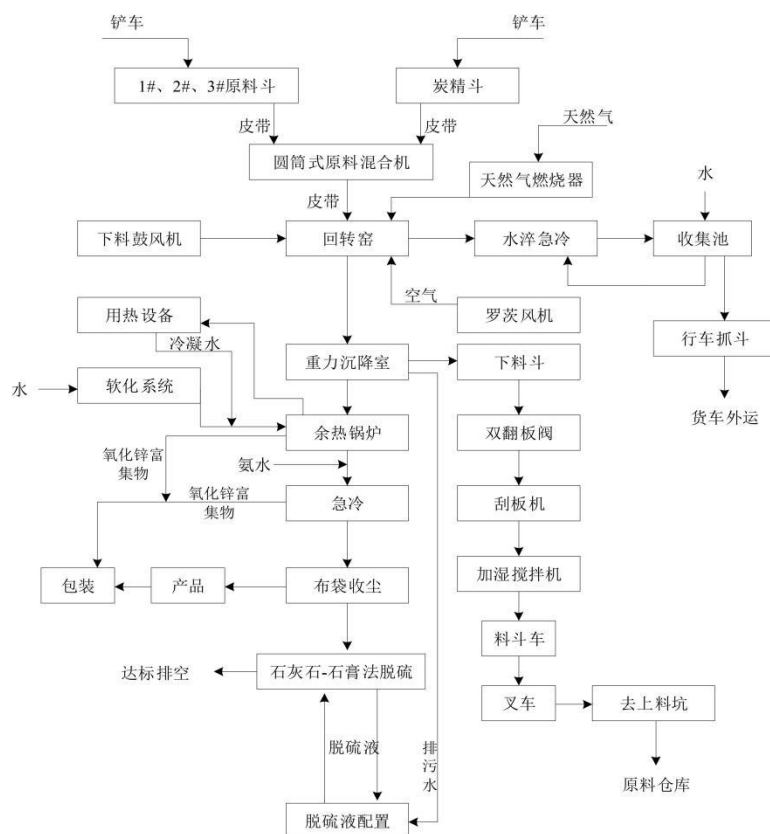 铲车
铲车
1#、2#、3#原料斗
炭精斗
皮带
皮带
天然气
圆筒式原料混合机
天然气燃烧器
水
皮带
下料鼓风机
回转窑
水淬急冷
收集池
空气
用热设备
罗茨风机
行车抓斗
冷凝水
重力沉降室
下料斗
水
软化系统
货车外运
余热锅炉
双翻板阀
氧化锌富
集物
氨水
氧化锌富
集物
急冷
刮板机
包装
产品
布袋收尘
加湿搅拌机
料斗车
达标排空
石灰石-石膏法脱硫
叉车
去上料坑
脱硫液
排
污
水
原料仓库
脱硫液配置